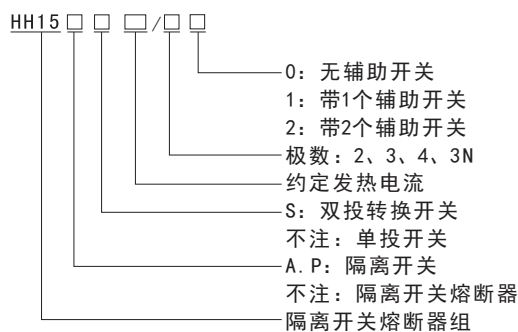 HH15□ □ □/□ □
0: 无辅助开关
1: 带1个辅助开关
2: 带2个辅助开关
极数: 2、3、4、3N
约定发热电流
S: 双投转换开关
不注: 单投开关
A.P: 隔离开关
不注: 隔离开关熔断器
隔离开关熔断器组